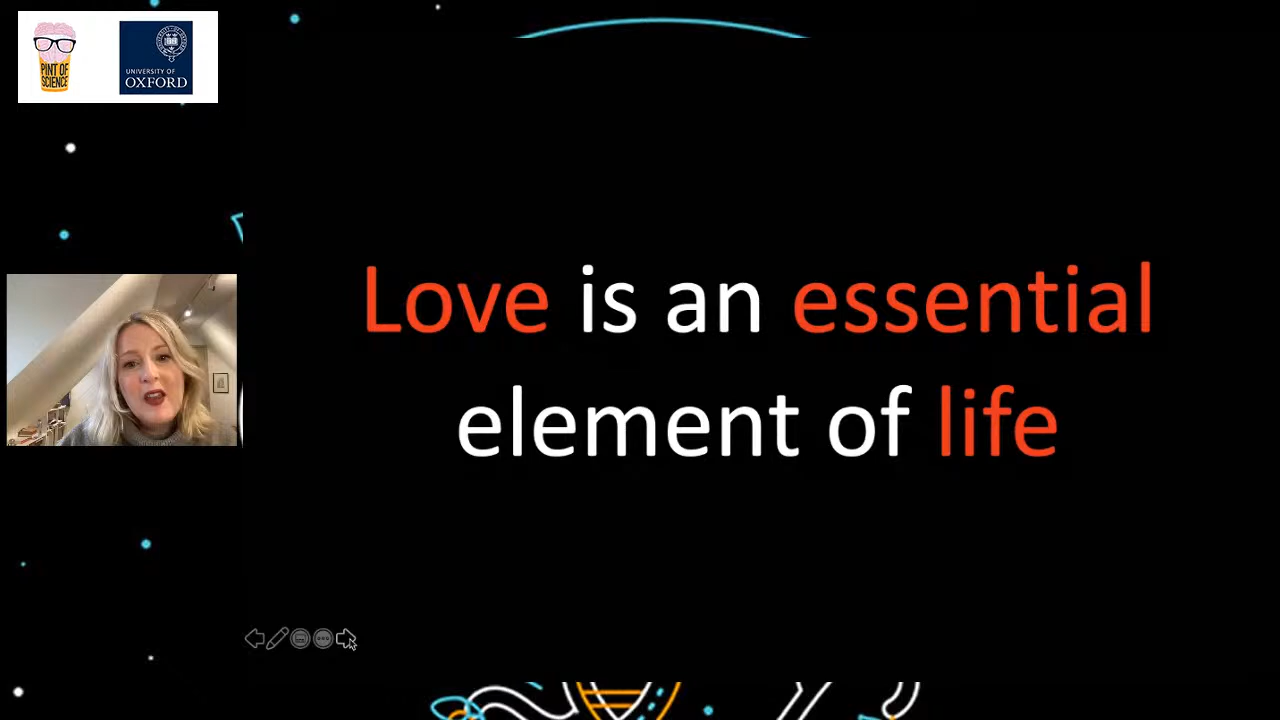 PINT OF
SCIENCE
UNIVERSITY OF
OXFORD
Love is an essential
element of life